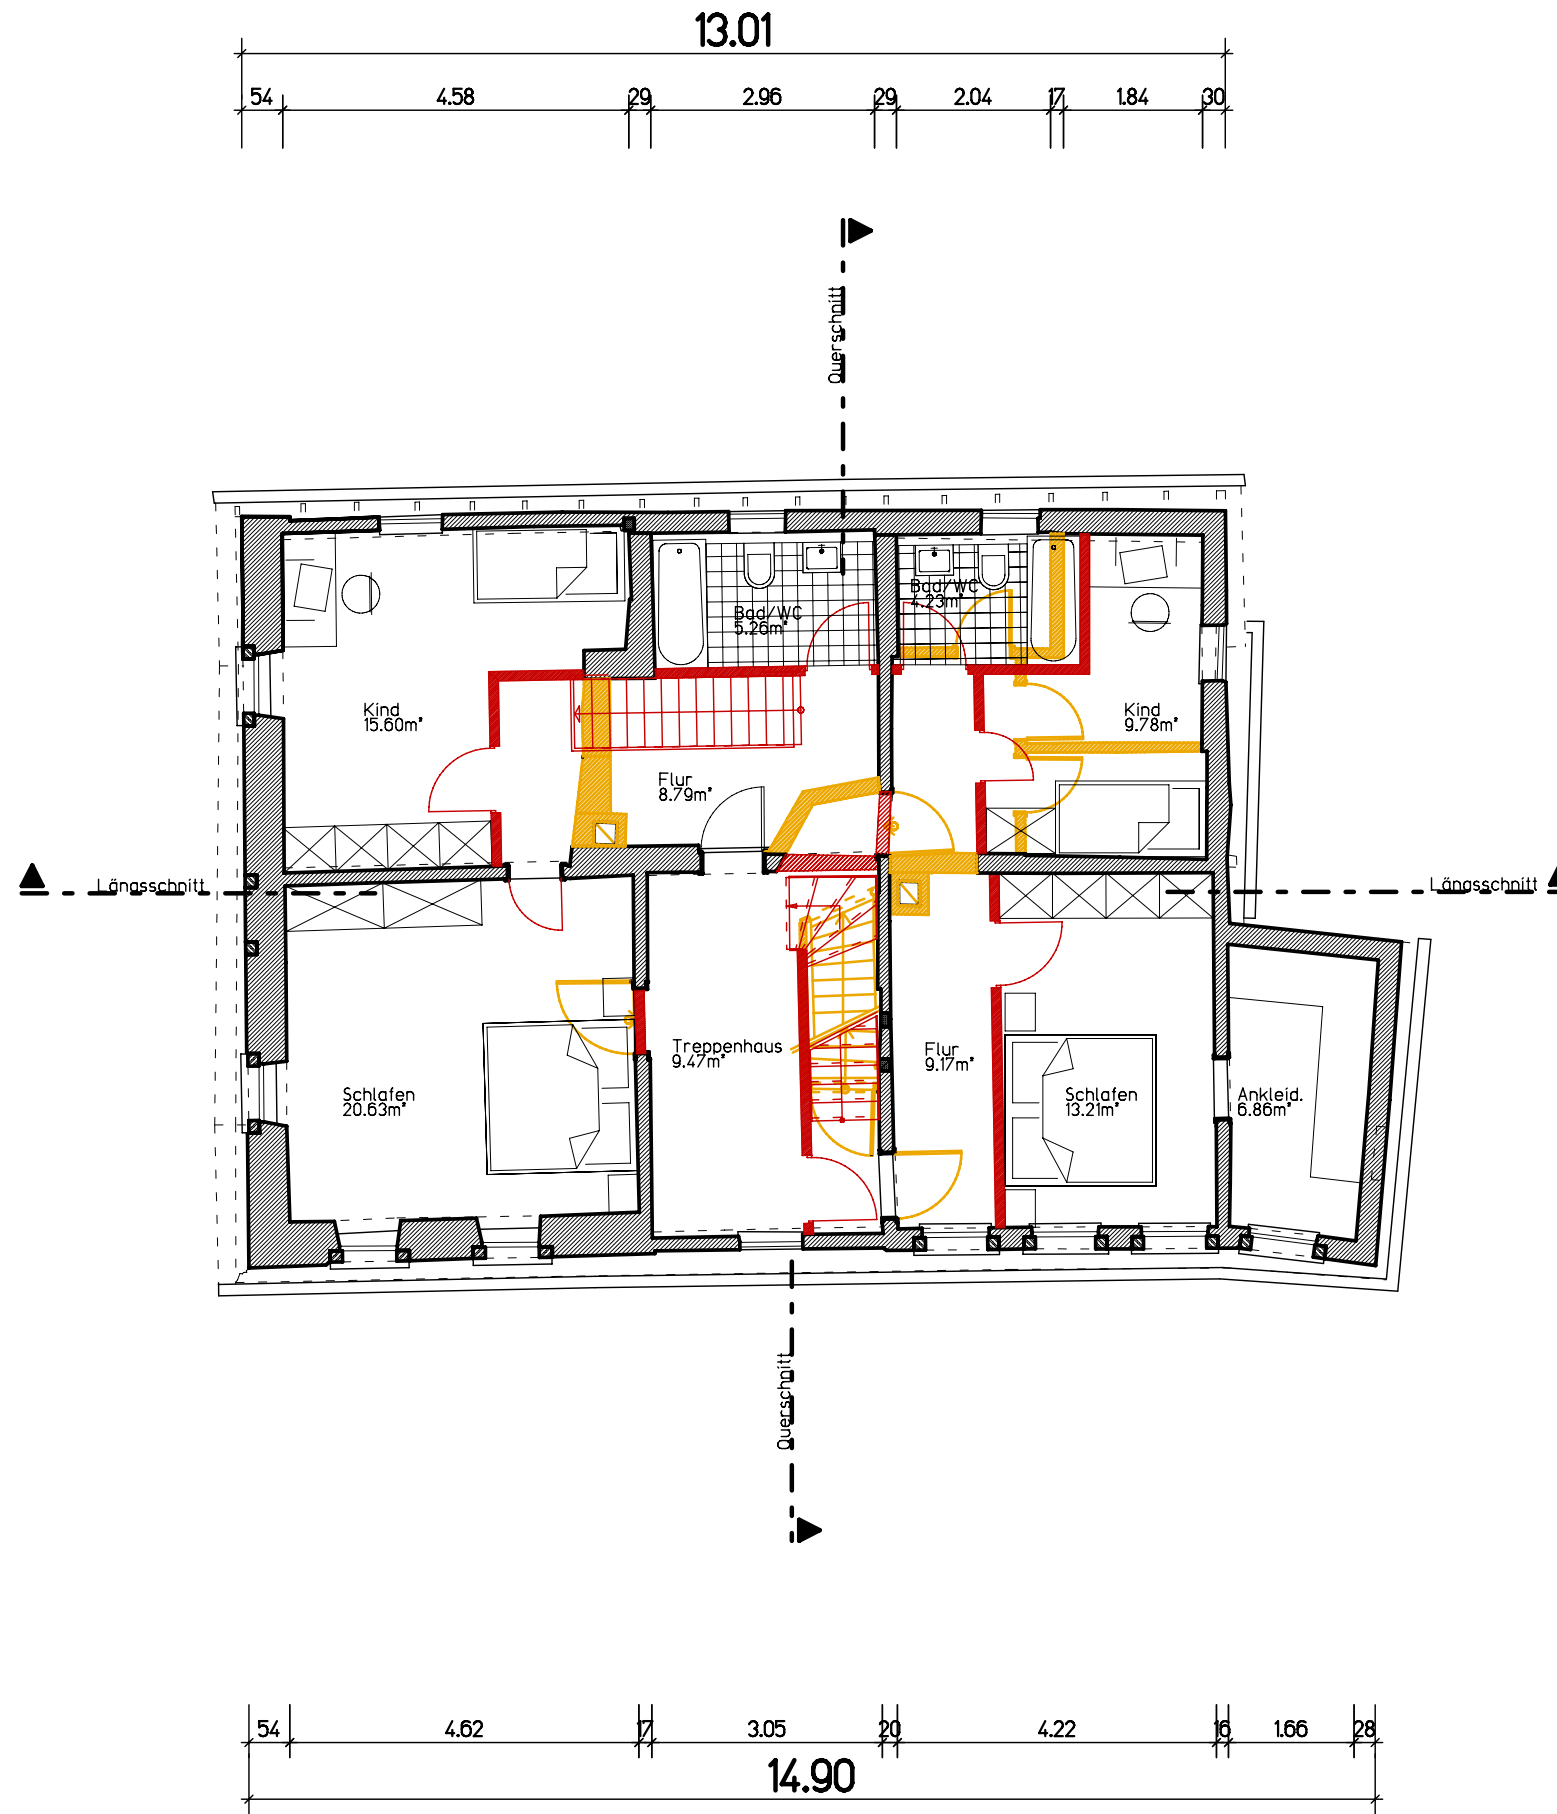 13.01
54 4.58 29 2.96 29 2.04 17 1.84 30
Querschnitt
Bad/WC
5.26m²
Bad/WC
4.23m²
Kind
15.60m²
Kind
9.78m²
Flur
8.79m²
Längsschnitt
Längsschnitt
Treppenhaus
9.47m²
Flur
9.17m²
Schlafen
20.63m²
Schlafen
13.21m²
Ankleid.
6.86m²
Querschnitt
54 4.62 17 3.05 20 4.22 16 1.66 28
14.90